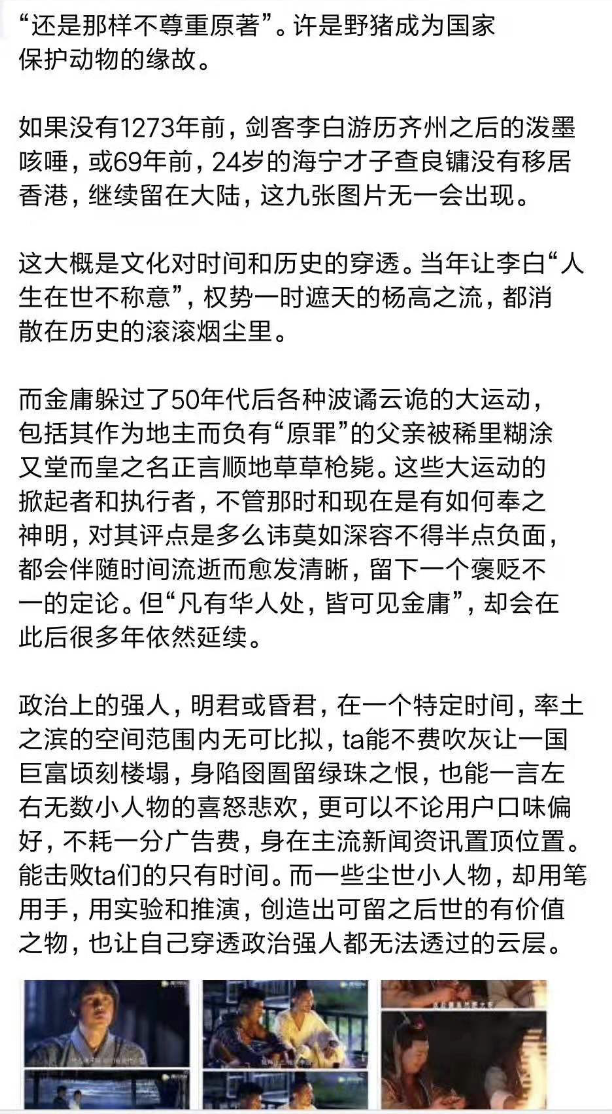 “还是那样不尊重原著”。许是野猪成为国家
保护动物的缘故。
如果没有1273年前，剑客李白游历齐州之后的泼墨
咳唾，或69年前，24岁的海宁才子查良镛没有移居
香港，继续留在大陆，这九张图片无一会出现。
这大概是文化对时间和历史的穿透。当年让李白“人
生在世不称意”，权势一时遮天的杨高之流，都消
散在历史的滚滚烟尘里。
而金庸躲过了50年代后各种波谲云诡的大运动，
包括其作为地主而负有“原罪”的父亲被稀里糊涂
又堂而皇之名正言顺地草草枪毙。这些大运动的
掀起者和执行者，不管那时和现在是有如何奉之
神明，对其评点是多么讳莫如深容不得半点负面，
都会伴随时间流逝而愈发清晰，留下一个褒贬不
一的定论。但“凡有华人处，皆可见金庸”，却会在
此后很多年依然延续。
政治上的强人，明君或昏君，在一个特定时间，率土
之滨的空间范围内无可比拟，ta能不费吹灰让一国
巨富顷刻楼塌，身陷囹圄留绿珠之恨，也能一言左
右无数小人物的喜怒悲欢，更可以不论用户口味偏
好，不耗一分广告费，身在主流新闻资讯置顶位置。
能击败ta们的只有时间。而一些尘世小人物，却用笔
用手，用实验和推演，创造出可留之后世的有价值
之物，也让自己穿透政治强人都无法透过的云层。